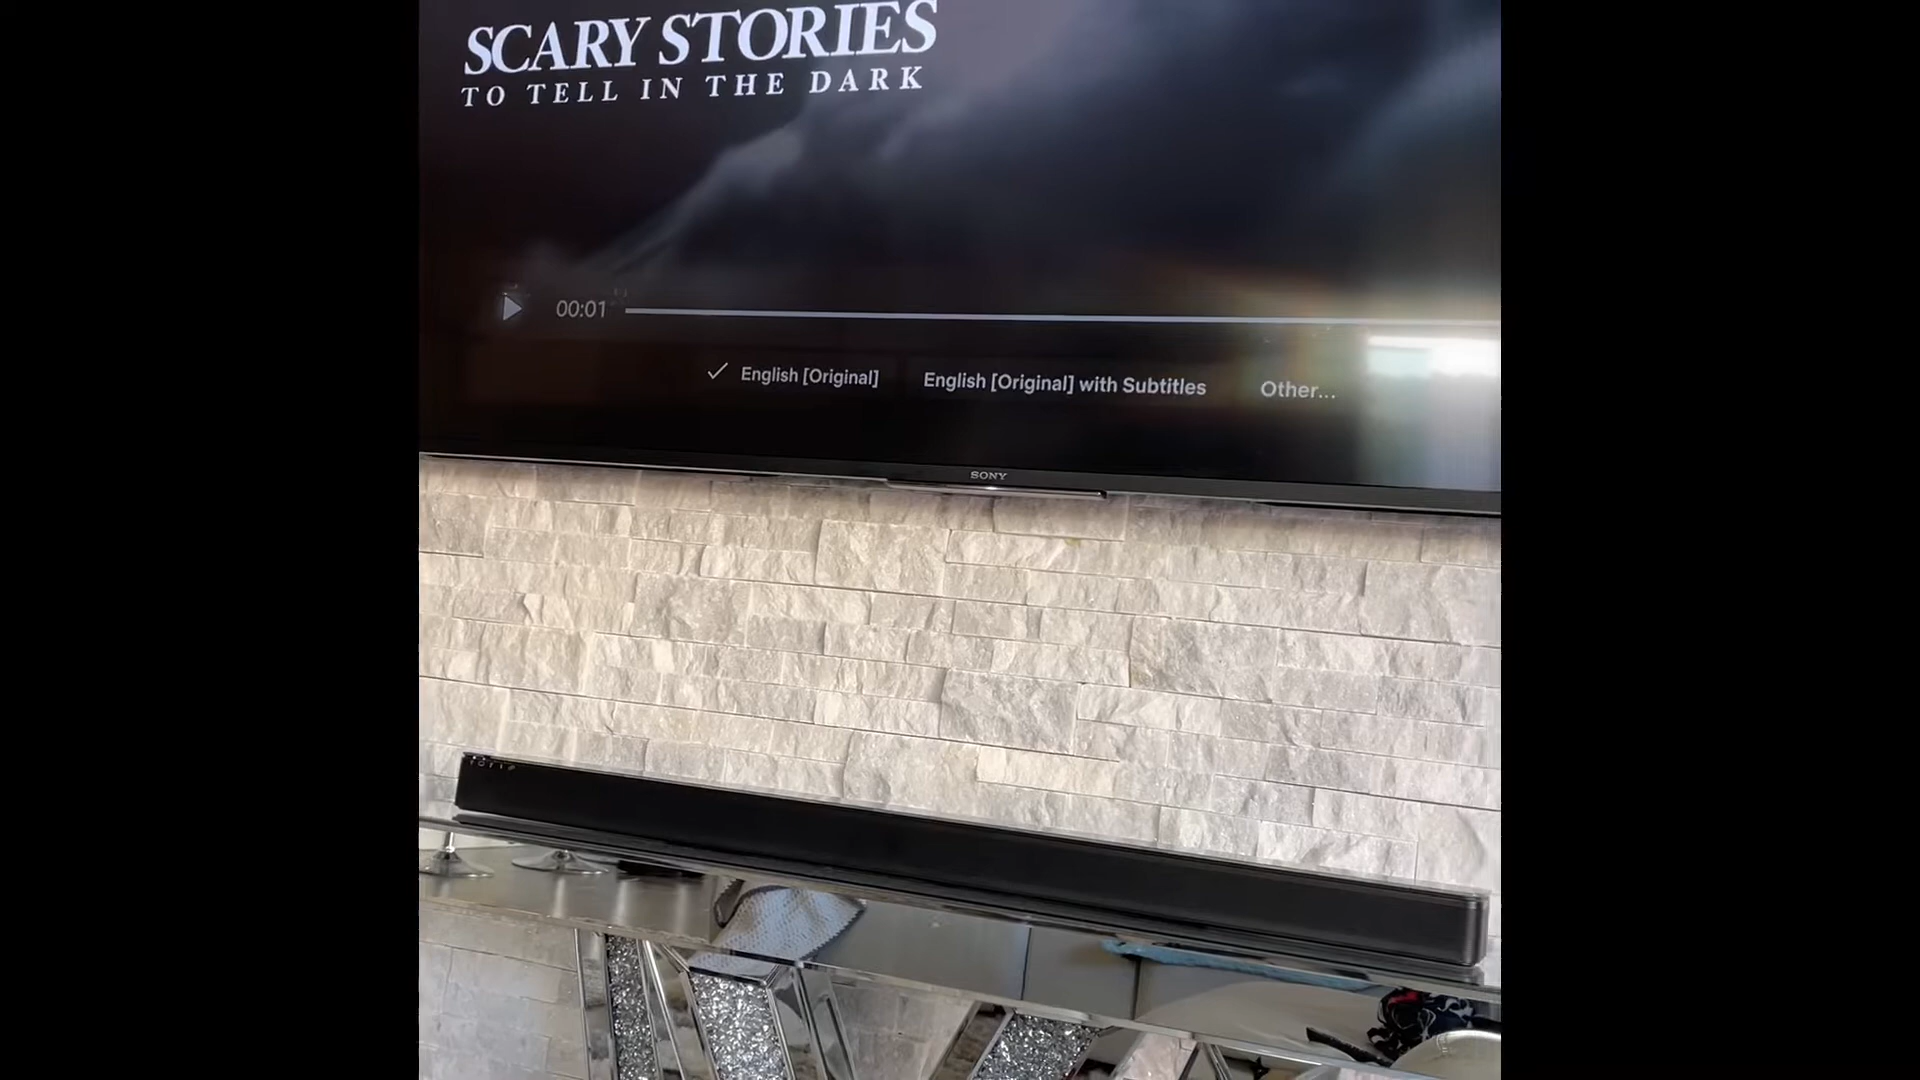 SCARY STORIES
TO TELL IN THE DARK
00:01
English [Original] English [Original] with Subtitles Other...
SONY